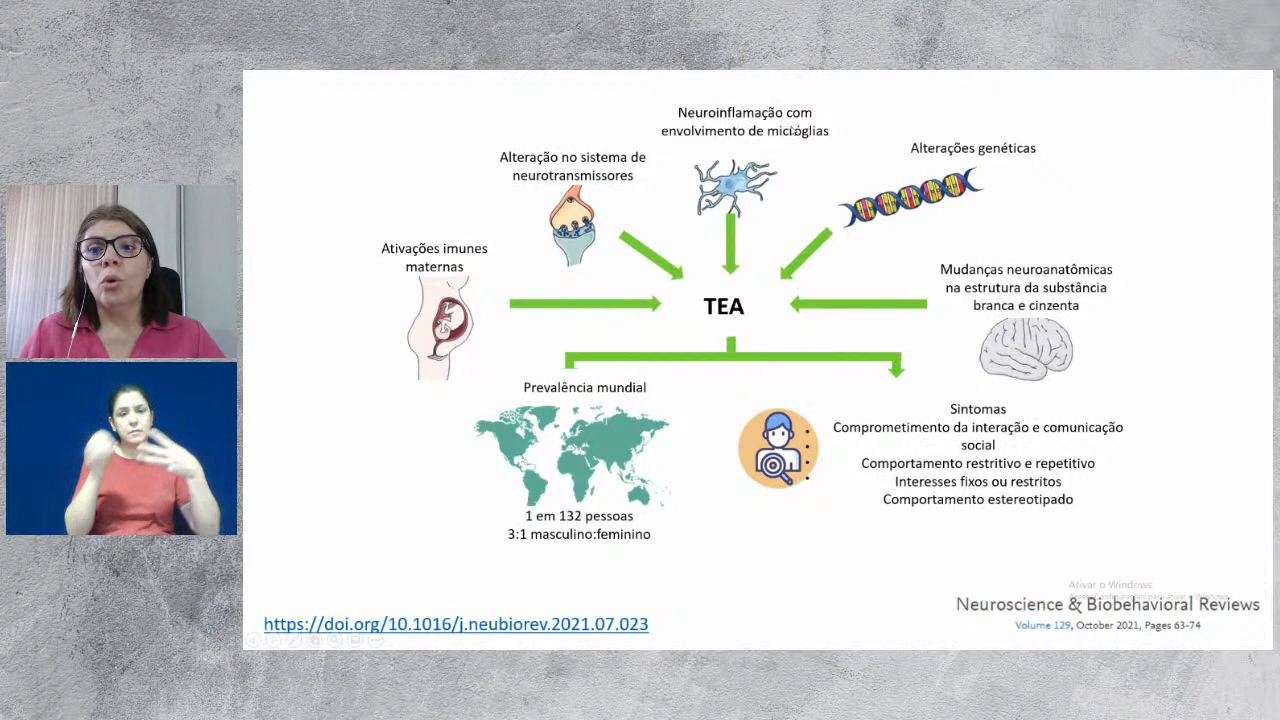 Neuroinflamação com
envolvimento de micróglias
Alterações genéticas
Alteração no sistema de
neurotransmissores
Ativações imunes
maternas
Mudanças neuroanatômicas
na estrutura da substância
branca e cinzenta
TEA
Prevalência mundial
1 em 132 pessoas
3:1 masculino:feminino
Sintomas
Comprometimento da interação e comunicação
social
Comportamento restritivo e repetitivo
Interesses fixos ou restritos
Comportamento estereotipado
Ativar o Windows
Neuroscience & Biobehavioral Reviews
https://doi.org/10.1016/j.neubiorev.2021.07.023
Volume 129, October 2021, Pages 63-74